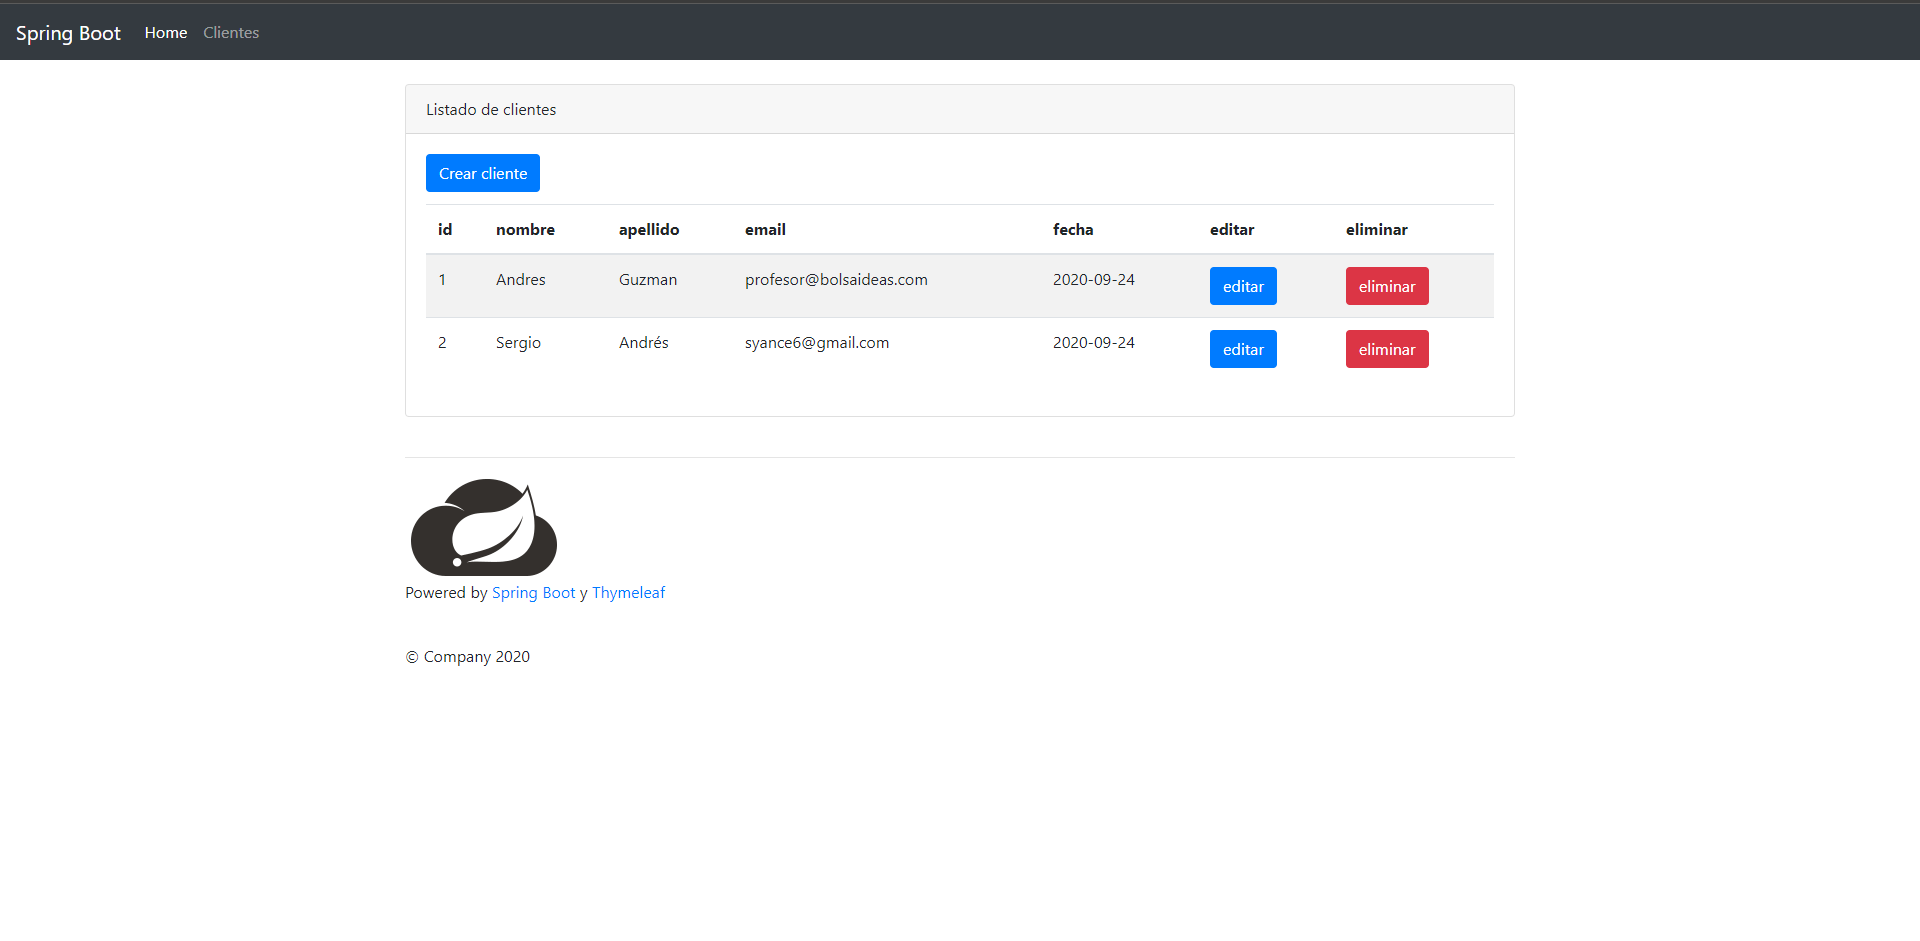 Spring Boot Home Clientes
Listado de clientes
Crear cliente
id nombre apellido email fecha editar eliminar
1 Andres Guzman profesor@bolsaideas.com 2020-09-24 editar eliminar
2 Sergio Andrés syance6@gmail.com 2020-09-24 editar eliminar
Powered by Spring Boot y Thymeleaf
© Company 2020